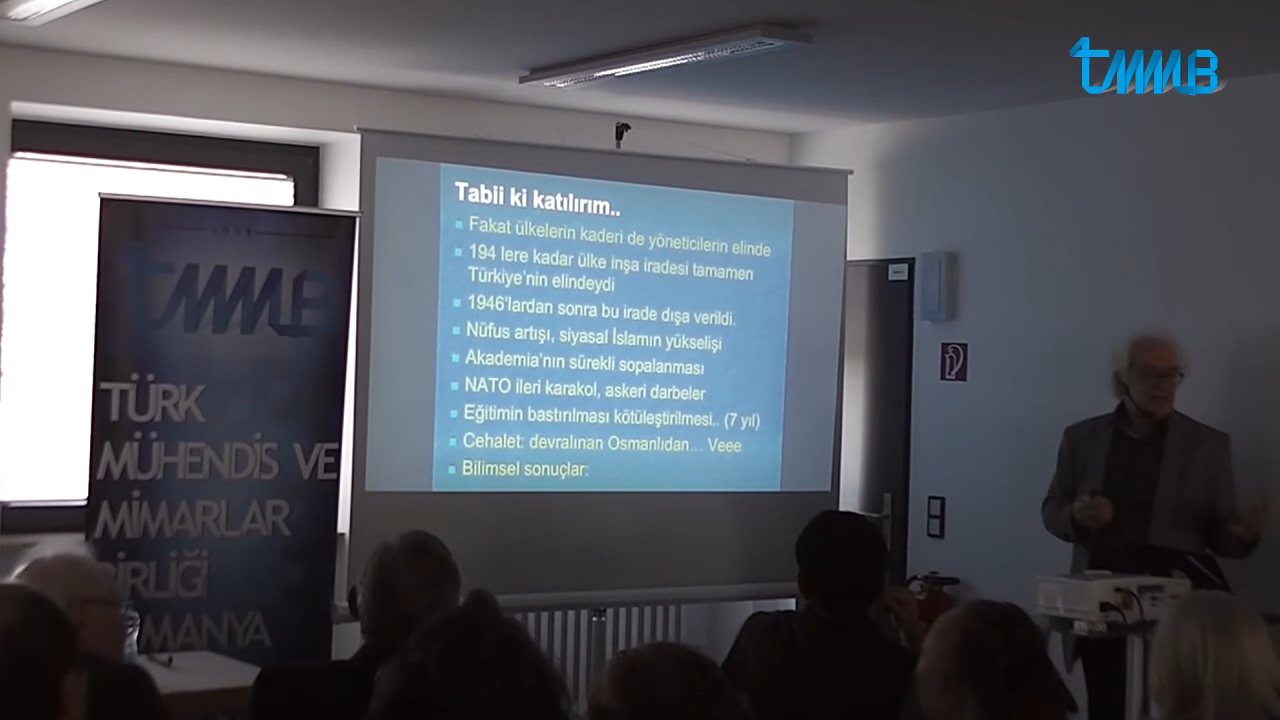 tMMMB
Tabii ki katılırım..
Fakat ülkelerin kaderi de yöneticilerin elinde
194 lere kadar ülke inşa iradesi tamamen
Türkiye'nin elindeydi
1946'lardan sonra bu irade dışa verildi.
Nüfus artışı, siyasal İslamın yükselişi
Akademia'nın sürekli sopalanması
NATO ileri karakol, askeri darbeler
Eğitimin bastırılması kötüleştirilmesi.. (7 yıl)
Cehalet: devralınan Osmanlıdan... Veee
Bilimsel sonuçlar:
tMMMB
TÜRK
MÜHENDİS VE
MİMARLAR
BİRLİĞİ
MANYA